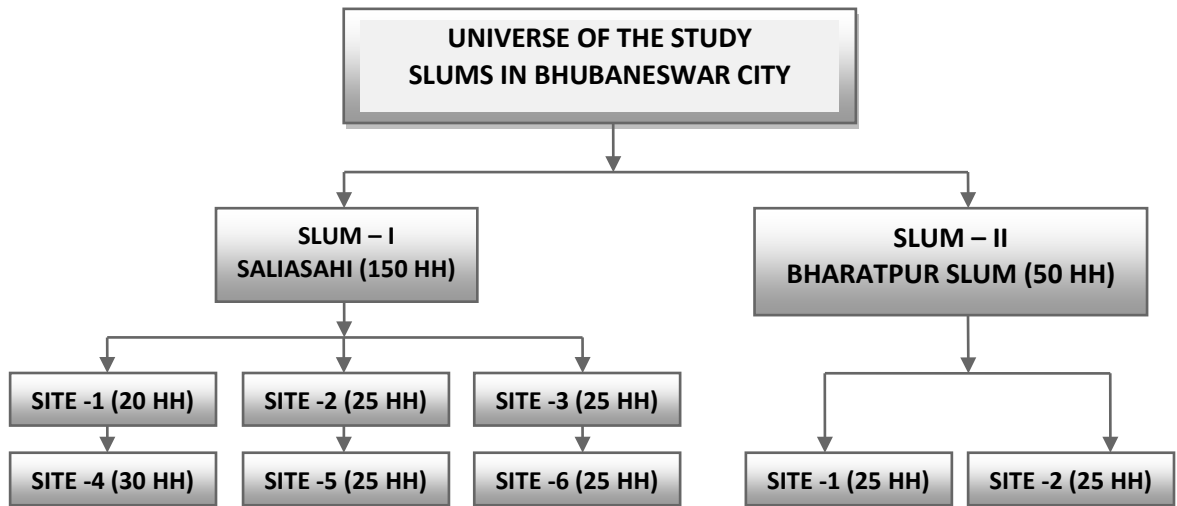 UNIVERSE OF THE STUDY
SLUMS IN BHUBANESWAR CITY
SLUM – I
SALIASAHI (150 HH)
SLUM – II
BHARATPUR SLUM (50 HH)
SITE -1 (20 HH)
SITE -2 (25 HH)
SITE -3 (25 HH)
SITE -4 (30 HH)
SITE -5 (25 HH)
SITE -6 (25 HH)
SITE -1 (25 HH)
SITE -2 (25 HH)